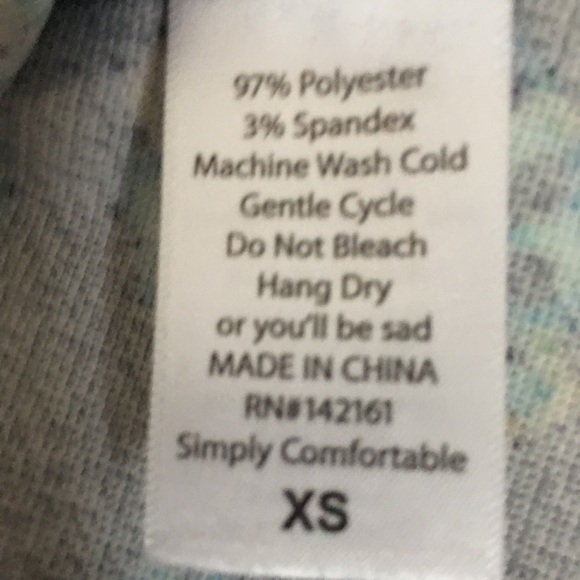 97% Polyester
3% Spandex
Machine Wash Cold
Gentle Cycle
Do Not Bleach
Hang Dry
or you'll be sad
MADE IN CHINA
RN#142161
Simply Comfortable
XS